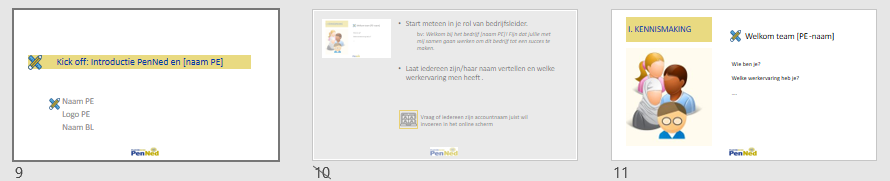 Kick off: Introductie PenNed en [naam PE]
Naam PE
Logo PE
Naam BL
PenNed
9
• Start meteen in je rol van bedrijfsleider.
bv: Welkom bij het bedrijf [naam PE]! Fijn dat jullie met
mij samen gaan werken om dit bedrijf tot een succes te
maken.
• Laat iedereen zijn/haar naam vertellen en welke
werkervaring men heeft .
Vraag of iedereen zijn accountnaam juist wil
invoeren in het online scherm
PenNed
10
I. KENNISMAKING
Welkom team [PE-naam]
Wie ben je?
Welke werkervaring heb je?
...
PenNed
11